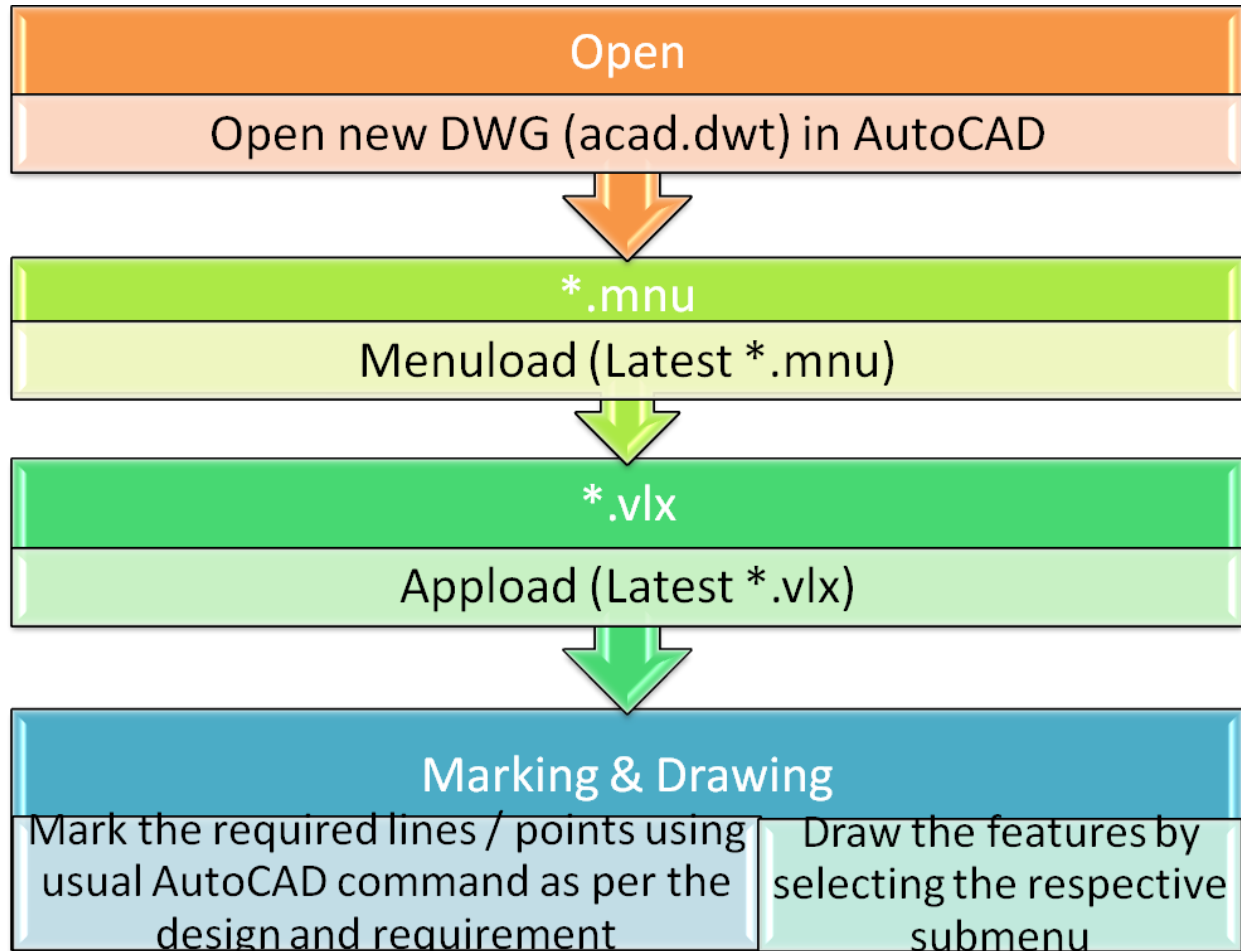 Open
Open new DWG (acad.dwt) in AutoCAD
*.mnu
Menuload (Latest *.mnu)
*.vlx
Appload (Latest *.vlx)
Marking & Drawing
Mark the required lines / points using
usual AutoCAD command as per the
design and requirement
Draw the features by
selecting the respective
submenu